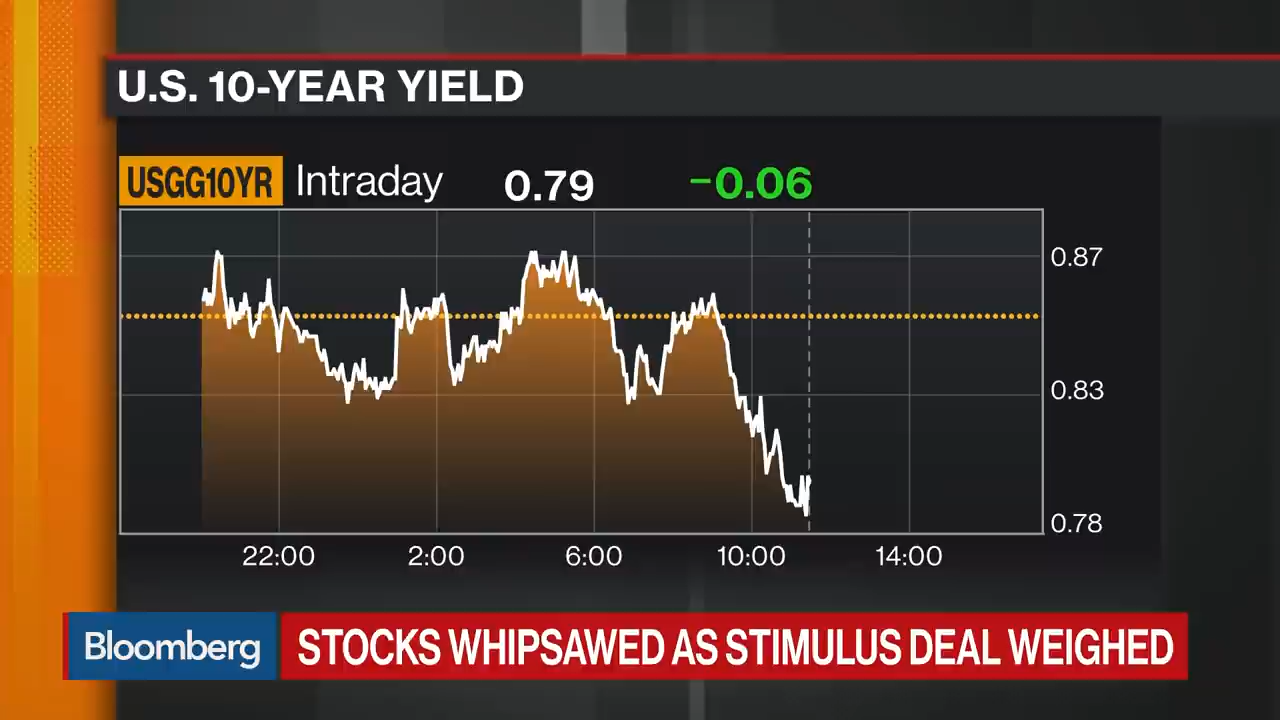 U.S. 10-YEAR YIELD
USGG10YR Intraday 0.79 -0.06
0.87
0.83
0.78
22:00 2:00 6:00 10:00 14:00
Bloomberg STOCKS WHIPSAWED AS STIMULUS DEAL WEIGHED